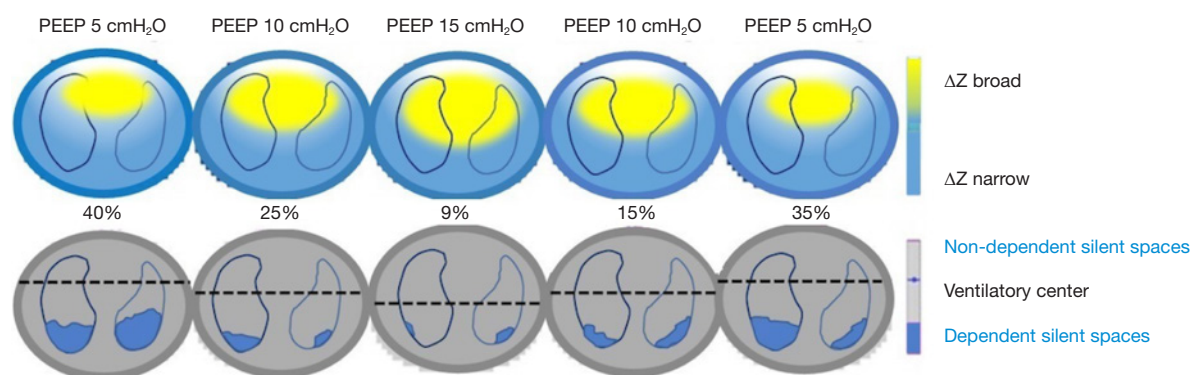 PEEP 5 cmH₂O PEEP 10 cmH₂O PEEP 15 cmH₂O PEEP 10 cmH₂O PEEP 5 cmH₂O
ΔZ broad
ΔZ narrow
40% 25% 9% 15% 35%
Non-dependent silent spaces
Ventilatory center
Dependent silent spaces